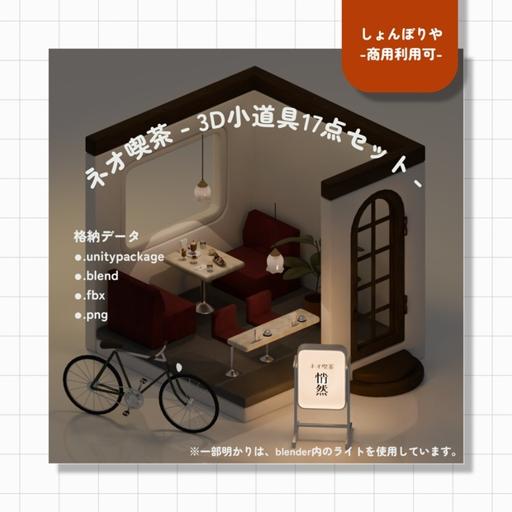 しょんぼりや
-商用利用可-
ネオ喫茶 - 3D小道具17点セット、
格納データ
●.unitypackage
●.blend
●.fbx
●.png
ネオ喫茶
悄然
※一部明かりは、blender内のライトを使用しています。